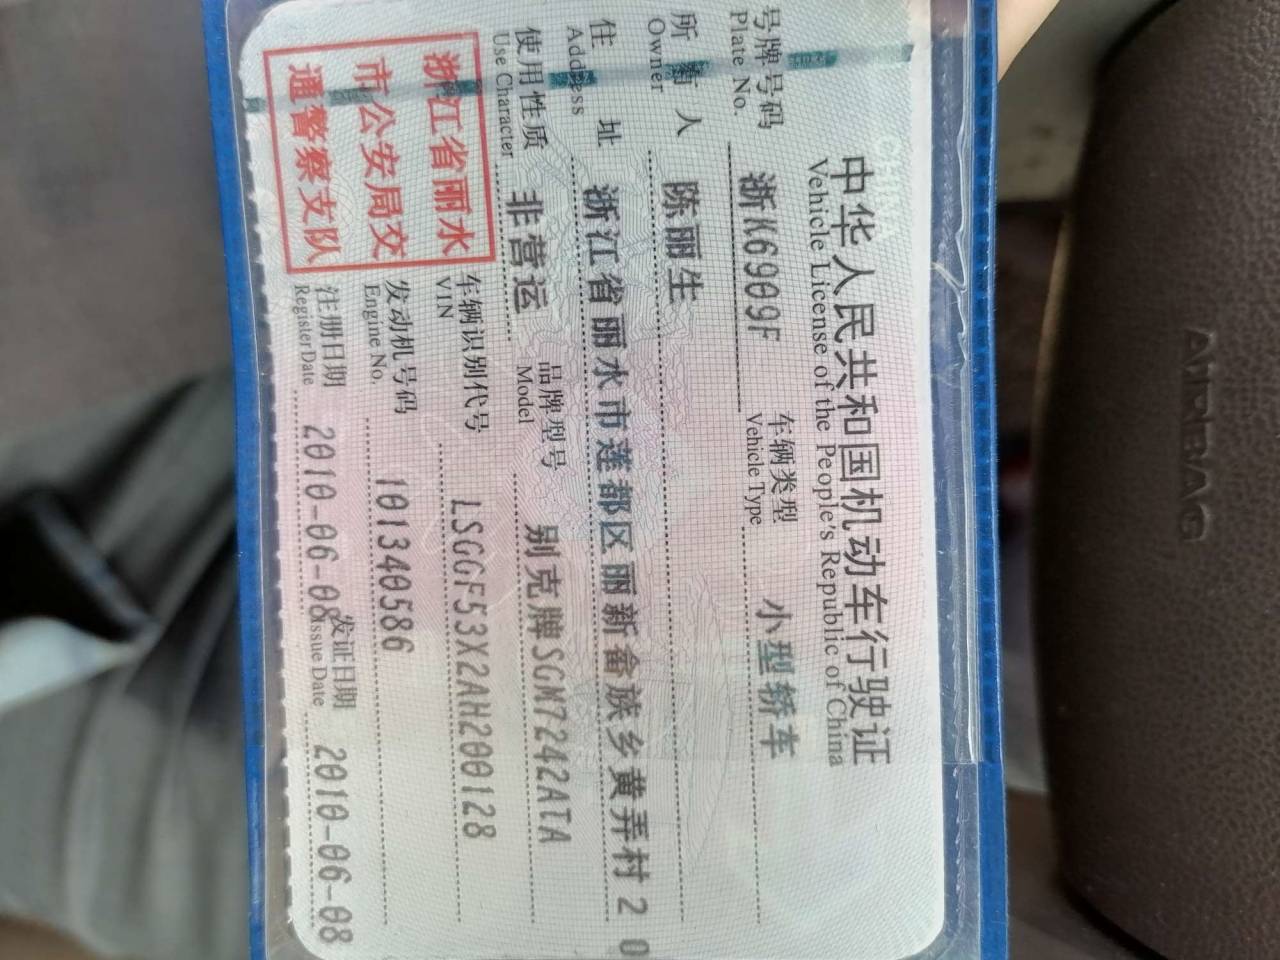 中华人民共和国机动车行驶证
Vehicle License of the People's Republic of China
号牌号码 浙K6909F 车辆类型 小型轿车
Plate No. Vehicle Type
所有人 陈丽生
Owner
住址 浙江省丽水市莲都区丽新畲族乡黄弄村20
Address
使用性质 非营运 品牌型号 别克牌SGM7242ATA
Use Character Model
浙江省丽水
市公安局交
通警察支队
车辆识别代号 LSGGF53X2AH200128
VIN
发动机号码 101340586
Engine No.
注册日期 2010-06-08 发证日期 2010-06-08
Register Date Issue Date
CHINA
AIRBAG